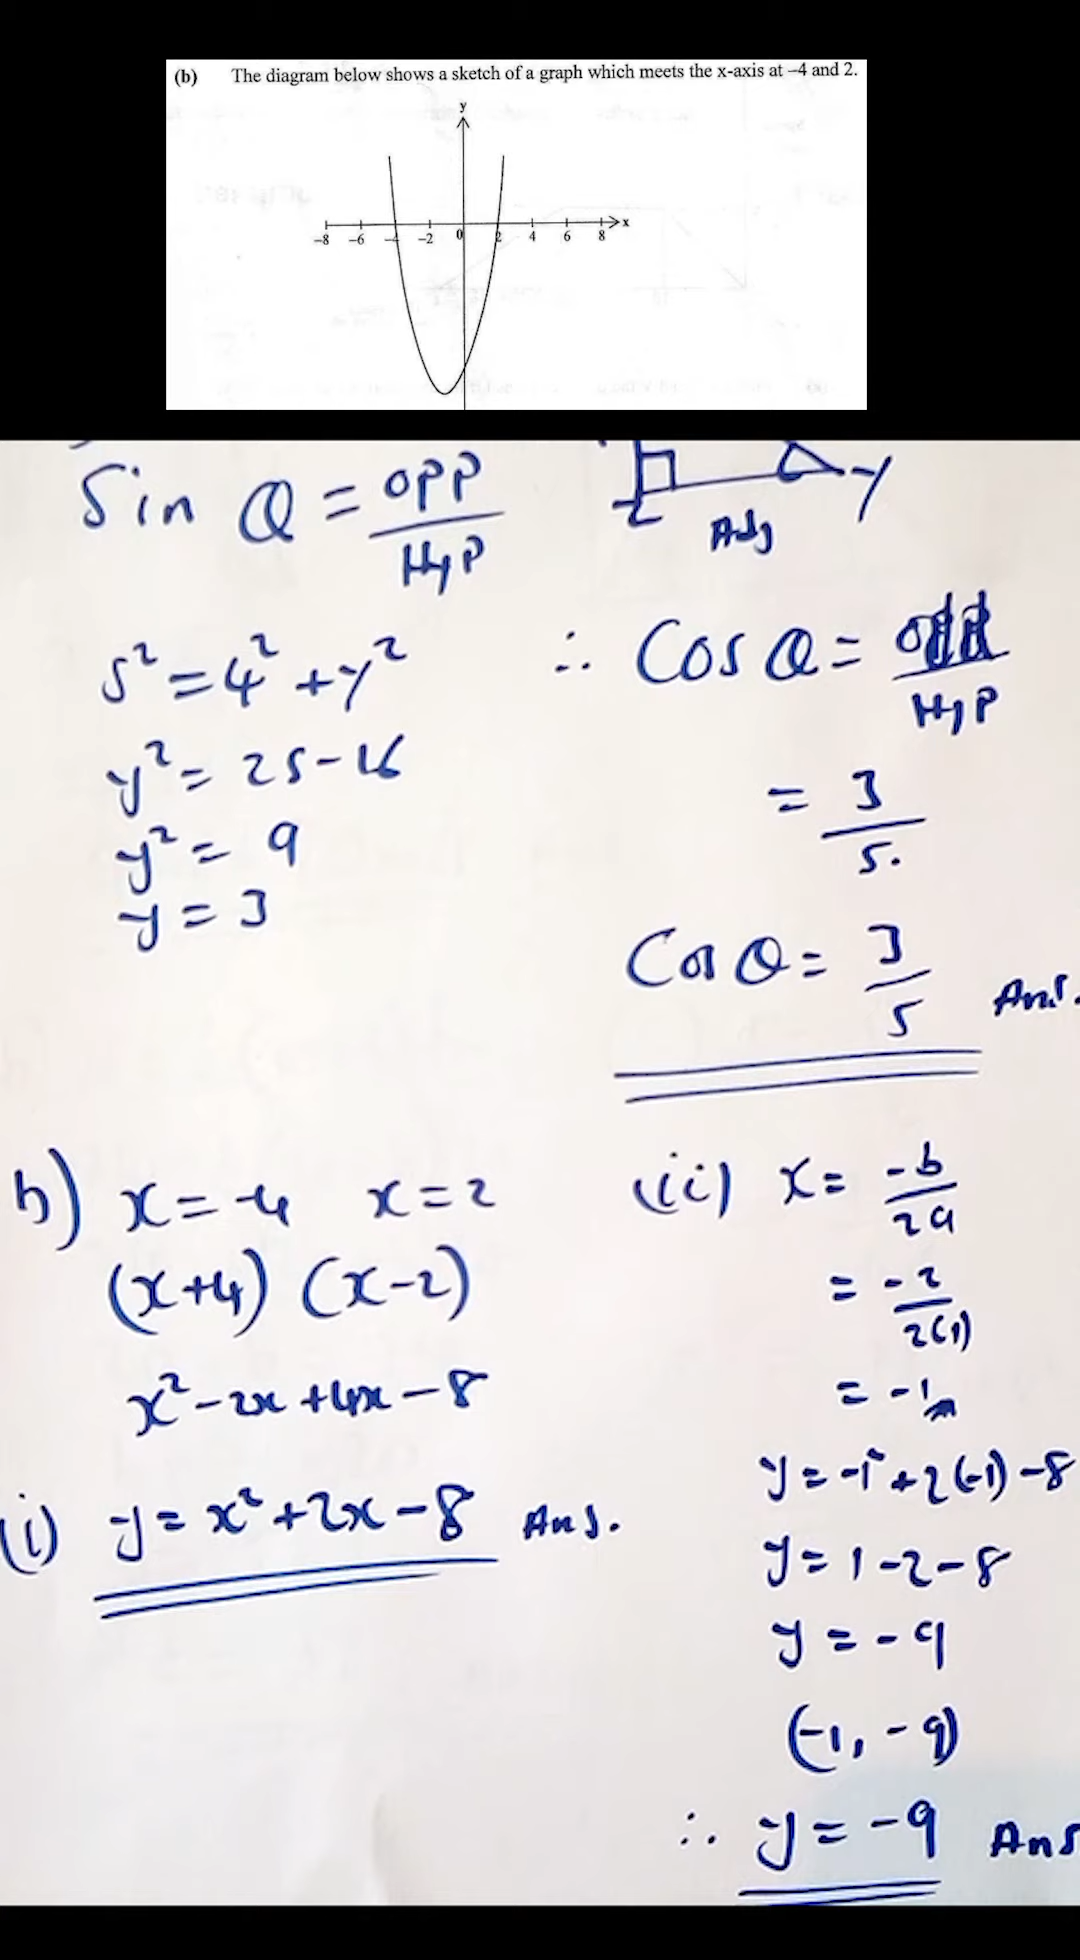 (b) The diagram below shows a sketch of a graph which meets the x-axis at –4 and 2.
y
x
–8 –6 –4 –2 0 2 4 6 8
Sin θ = opp / Hyp
Adj
y
5² = 4² + y²
y² = 25 - 16
y² = 9
y = 3
∴ Cos θ = / Hyp
= 3 / 5.
Cos θ = 3 / 5 Ans.
b) x = -4 x = 2
(x+4) (x-2)
x² - 2x + 4x - 8
(i) y = x² + 2x - 8 Ans.
(ii) x = -b / 2a
= -2 / 2(1)
= -1
y = -1² + 2(-1) - 8
y = 1 - 2 - 8
y = -9
(-1, -9)
∴ y = -9 Ans